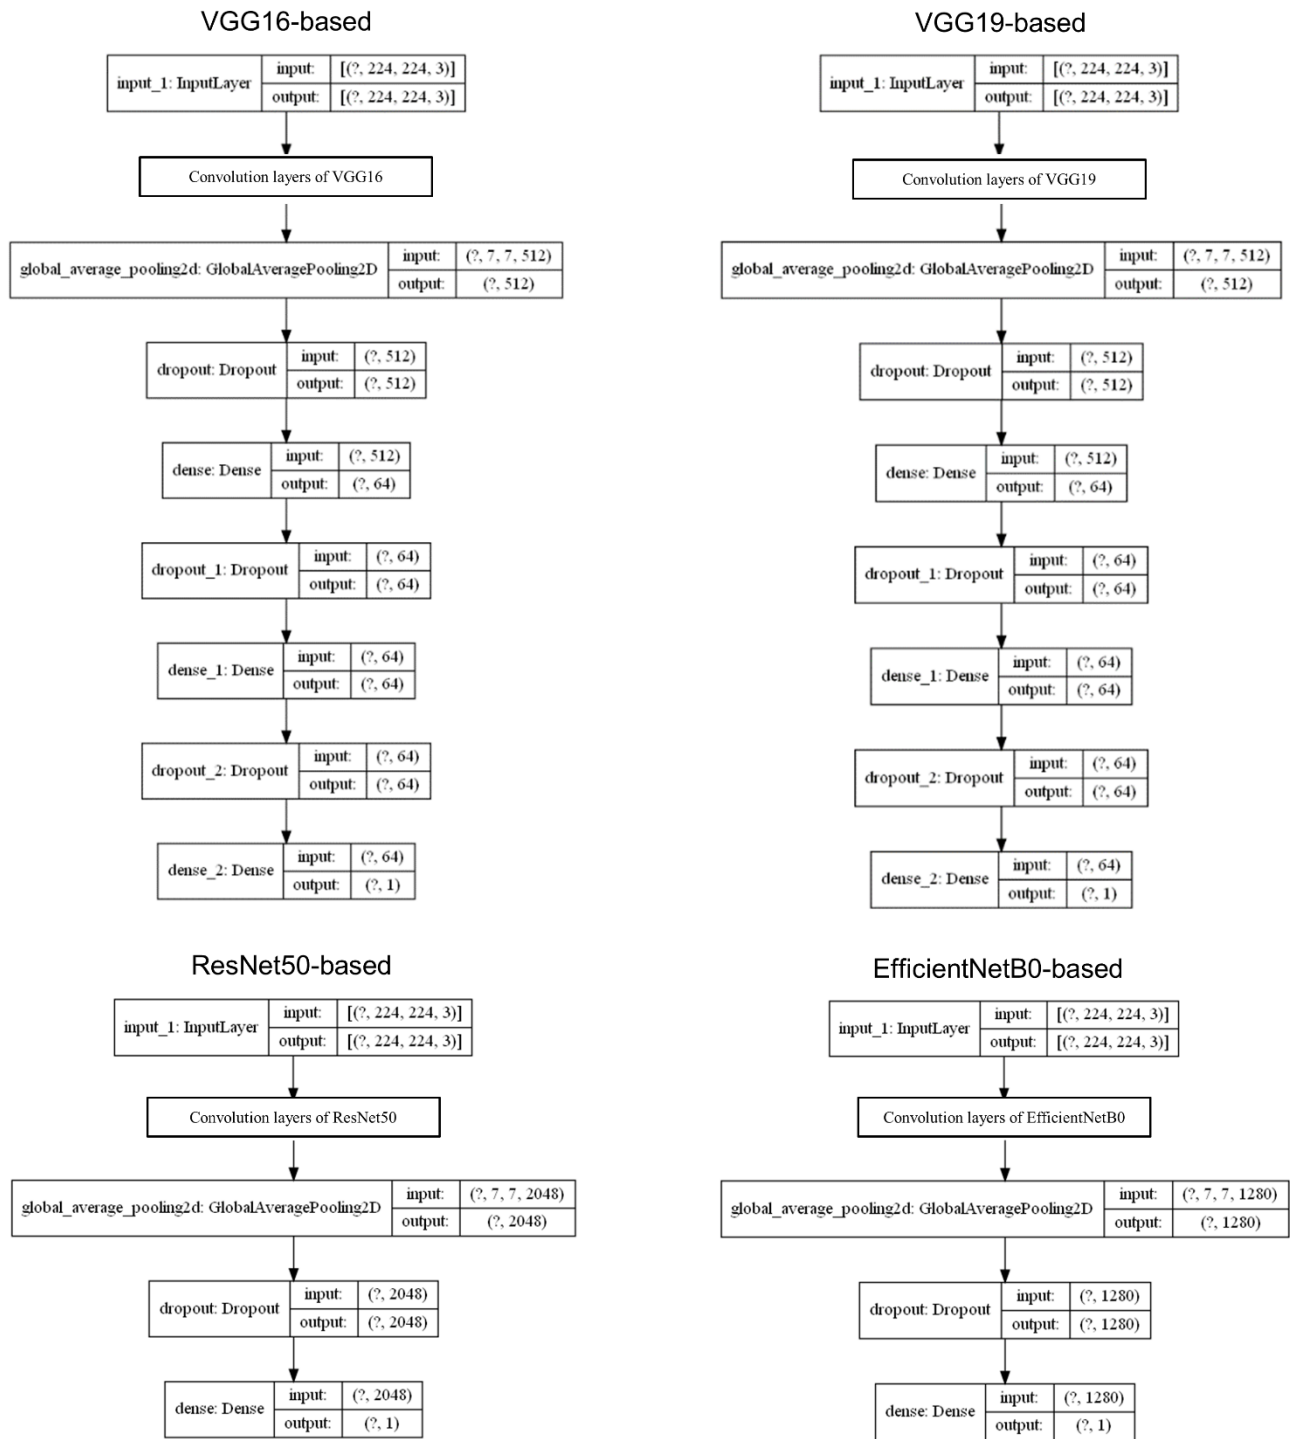 VGG16-based
input_1: InputLayer
input: [(?, 224, 224, 3)]
output: [(?, 224, 224, 3)]
Convolution layers of VGG16
global_average_pooling2d: GlobalAveragePooling2D
input: (?, 7, 7, 512)
output: (?, 512)
dropout: Dropout
input: (?, 512)
output: (?, 512)
dense: Dense
input: (?, 512)
output: (?, 64)
dropout_1: Dropout
input: (?, 64)
output: (?, 64)
dense_1: Dense
input: (?, 64)
output: (?, 64)
dropout_2: Dropout
input: (?, 64)
output: (?, 64)
dense_2: Dense
input: (?, 64)
output: (?, 1)
VGG19-based
input_1: InputLayer
input: [(?, 224, 224, 3)]
output: [(?, 224, 224, 3)]
Convolution layers of VGG19
global_average_pooling2d: GlobalAveragePooling2D
input: (?, 7, 7, 512)
output: (?, 512)
dropout: Dropout
input: (?, 512)
output: (?, 512)
dense: Dense
input: (?, 512)
output: (?, 64)
dropout_1: Dropout
input: (?, 64)
output: (?, 64)
dense_1: Dense
input: (?, 64)
output: (?, 64)
dropout_2: Dropout
input: (?, 64)
output: (?, 64)
dense_2: Dense
input: (?, 64)
output: (?, 1)
ResNet50-based
input_1: InputLayer
input: [(?, 224, 224, 3)]
output: [(?, 224, 224, 3)]
Convolution layers of ResNet50
global_average_pooling2d: GlobalAveragePooling2D
input: (?, 7, 7, 2048)
output: (?, 2048)
dropout: Dropout
input: (?, 2048)
output: (?, 2048)
dense: Dense
input: (?, 2048)
output: (?, 1)
EfficientNetB0-based
input_1: InputLayer
input: [(?, 224, 224, 3)]
output: [(?, 224, 224, 3)]
Convolution layers of EfficientNetB0
global_average_pooling2d: GlobalAveragePooling2D
input: (?, 7, 7, 1280)
output: (?, 1280)
dropout: Dropout
input: (?, 1280)
output: (?, 1280)
dense: Dense
input: (?, 1280)
output: (?, 1)